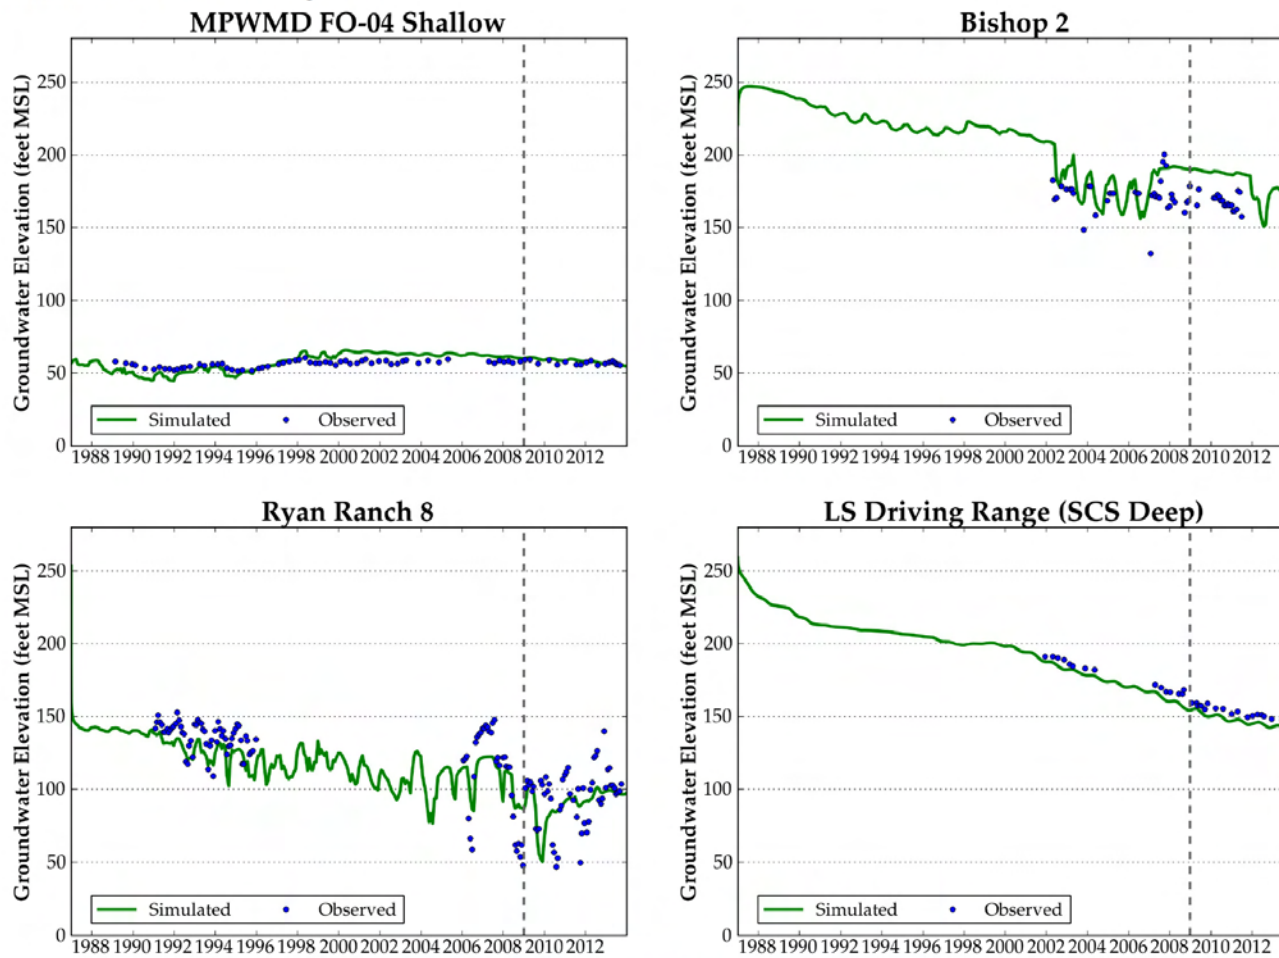 MPWMD FO-04 Shallow
Groundwater Elevation (feet MSL)
250
200
150
100
50
0
Simulated Observed
1988 1990 1992 1994 1996 1998 2000 2002 2004 2006 2008 2010 2012
Bishop 2
Groundwater Elevation (feet MSL)
250
200
150
100
50
0
Simulated Observed
1988 1990 1992 1994 1996 1998 2000 2002 2004 2006 2008 2010 2012
Ryan Ranch 8
Groundwater Elevation (feet MSL)
250
200
150
100
50
0
Simulated Observed
1988 1990 1992 1994 1996 1998 2000 2002 2004 2006 2008 2010 2012
LS Driving Range (SCS Deep)
Groundwater Elevation (feet MSL)
250
200
150
100
50
0
Simulated Observed
1988 1990 1992 1994 1996 1998 2000 2002 2004 2006 2008 2010 2012